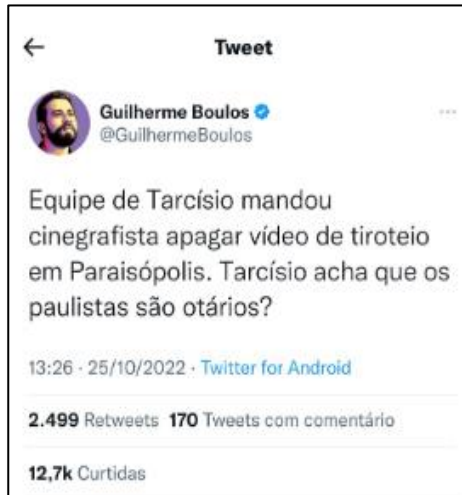 Tweet
Guilherme Boulos
@GuilhermeBoulos
Equipe de Tarcísio mandou
cinegrafista apagar vídeo de tiroteio
em Paraisópolis. Tarcísio acha que os
paulistas são otários?
13:26 · 25/10/2022 · Twitter for Android
2.499 Retweets 170 Tweets com comentário
12,7k Curtidas